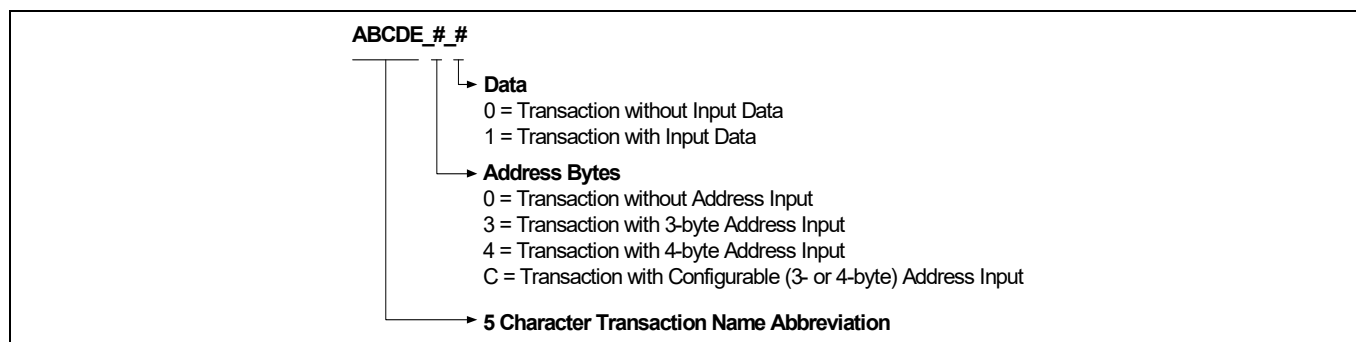 ABCDE_#_#
Data
0 = Transaction without Input Data
1 = Transaction with Input Data
Address Bytes
0 = Transaction without Address Input
3 = Transaction with 3-byte Address Input
4 = Transaction with 4-byte Address Input
C = Transaction with Configurable (3- or 4-byte) Address Input
5 Character Transaction Name Abbreviation